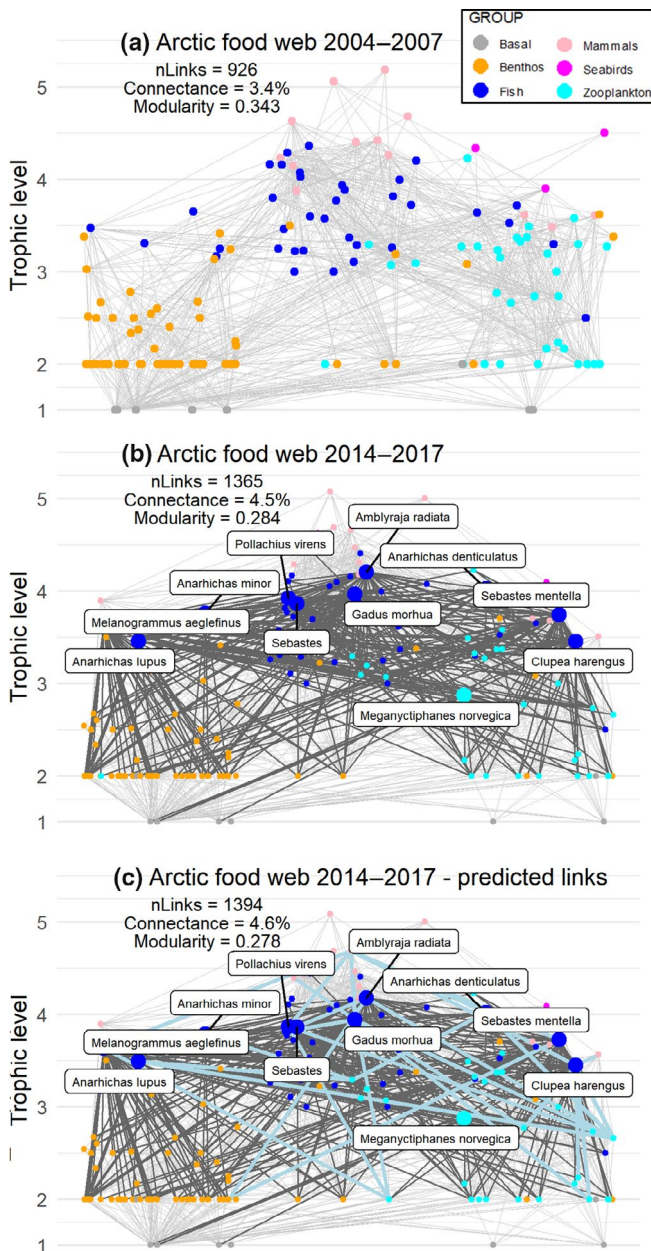 (a) Arctic food web 2004–2007
nLinks = 926
Connectance = 3.4%
Modularity = 0.343
GROUP
Basal
Benthos
Fish
Mammals
Seabirds
Zooplankton
Trophic level
5
4
3
2
1
(b) Arctic food web 2014–2017
nLinks = 1365
Connectance = 4.5%
Modularity = 0.284
Trophic level
5
4
3
2
1
Amblyraja radiata
Pollachius virens
Anarhichas denticulatus
Anarhichas minor
Sebastes mentella
Melanogrammus aeglefinus
Gadus morhua
Sebastes
Anarhichas lupus
Clupea harengus
Meganyctiphanes norvegica
(c) Arctic food web 2014–2017 - predicted links
nLinks = 1394
Connectance = 4.6%
Modularity = 0.278
Trophic level
5
4
3
2
1
Amblyraja radiata
Pollachius virens
Anarhichas denticulatus
Anarhichas minor
Sebastes mentella
Melanogrammus aeglefinus
Gadus morhua
Sebastes
Anarhichas lupus
Clupea harengus
Meganyctiphanes norvegica